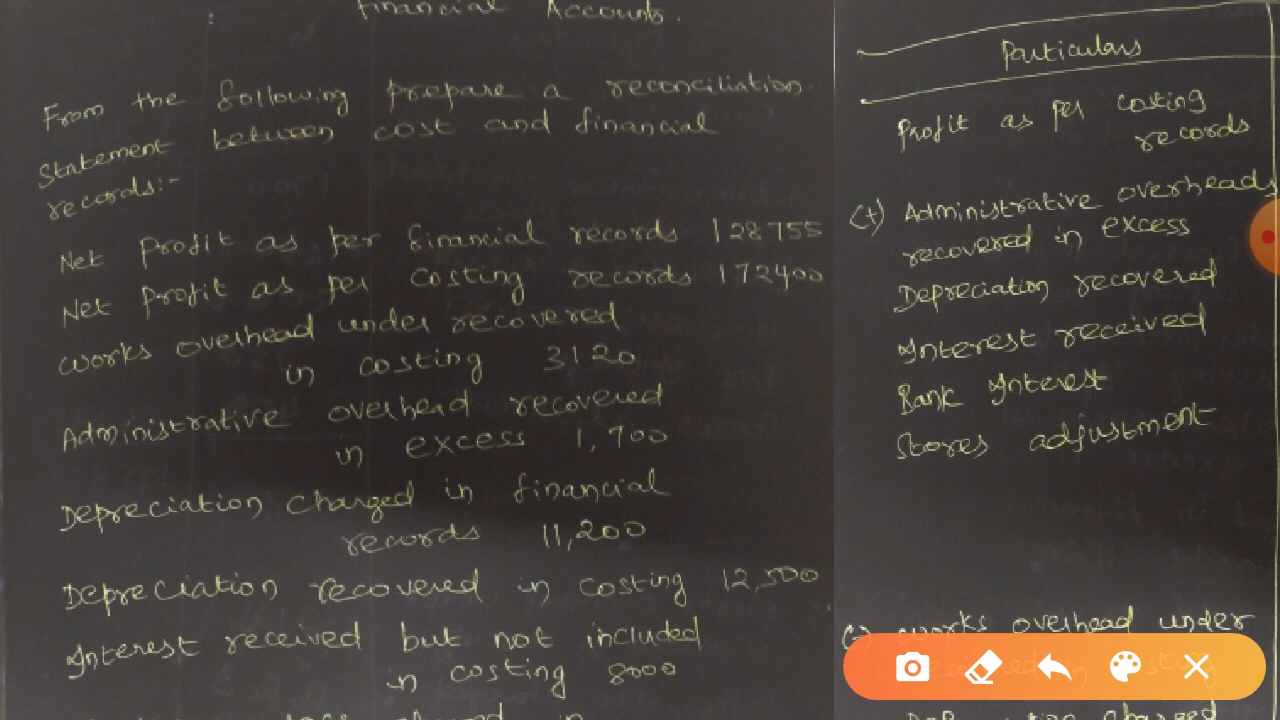 Financial Accounts.
From the following prepare a reconciliation
Statement between cost and financial
records:-
Net Profit as per financial records 128755
Net Profit as per costing records 172400
works overhead under recovered
in costing 3120
Administrative overhead recovered
in excess 1,700
Depreciation charged in financial
records 11,200
Depreciation recovered in costing 12,500
Interest received but not included
in costing 8000
Particulars
Profit as per costing
records
(+) Administrative overheads
recovered in excess
Depreciation recovered
Interest received
Bank Interest
Stores adjustment
(-) works overhead under
charged